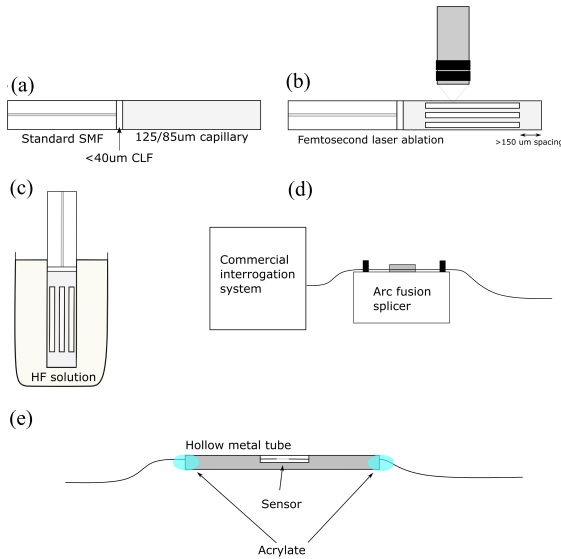 (a)
Standard SMF
125/85um capillary
<40um CLF
(b)
Femtosecond laser ablation
>150 um spacing
(c)
HF solution
(d)
Commercial
interrogation
system
Arc fusion
splicer
(e)
Hollow metal tube
Sensor
Acrylate